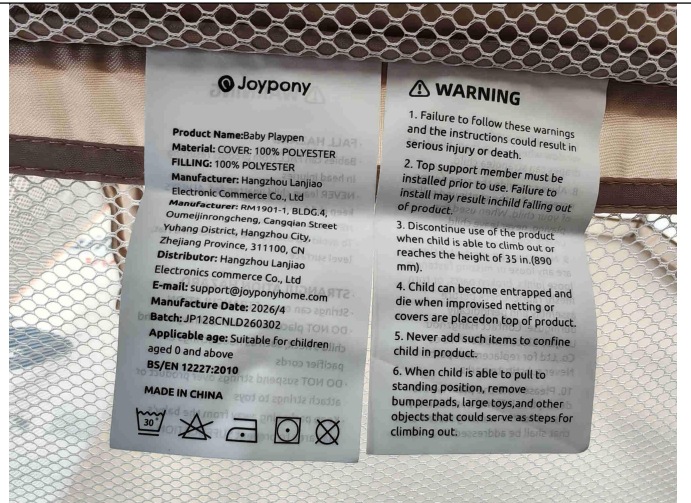 Joypony
Product Name:Baby Playpen
Material: COVER: 100% POLYESTER
FILLING: 100% POLYESTER
Manufacturer: Hangzhou Lanjiao
Electronic Commerce Co., Ltd
Manufacturer: RM1901-1, BLDG.4,
Oumeijinrongcheng, Cangqian Street
Yuhang District, Hangzhou City,
Zhejiang Province, 311100, CN
Distributor: Hangzhou Lanjiao
Electronics commerce Co., Ltd
E-mail: support@joyponyhome.com
Manufacture Date: 2026/4
Batch: JP128CNLD260302
Applicable age: Suitable for children
aged 0 and above
BS/EN 12227:2010
MADE IN CHINA
30
WARNING
1. Failure to follow these warnings
and the instructions could result in
serious injury or death.
2. Top support member must be
installed prior to use. Failure to
install may result inchild falling out
of product.
3. Discontinue use of the product
when child is able to climb out or
reaches the height of 35 in.(890
mm).
4. Child can become entrapped and
die when improvised netting or
covers are placedon top of product.
5. Never add such items to confine
child in product.
6. When child is able to pull to
standing position, remove
bumperpads, large toys,and other
objects that could serve as steps for
climbing out.